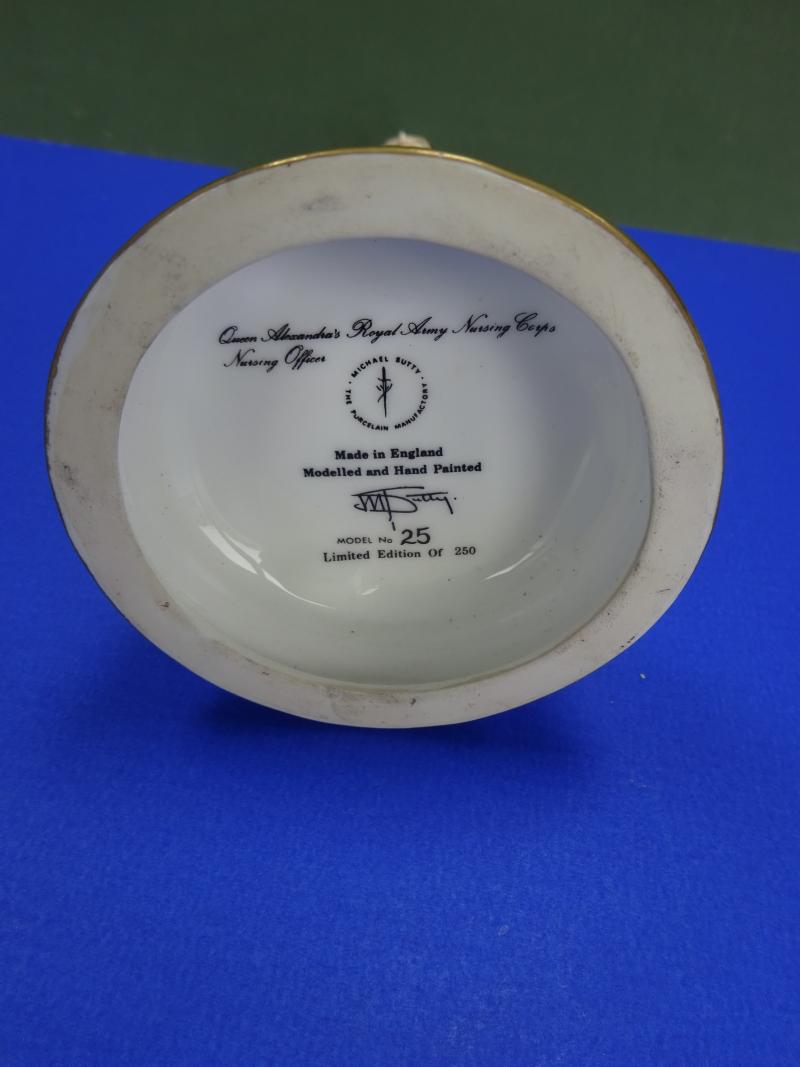 Queen Alexandra's Royal Army Nursing Corps
Nursing Officer
· MICHAEL SUTTY ·
THE PORCELAIN MANUFACTORY
Made in England
Modelled and Hand Painted
M Sutty.
MODEL No 25
Limited Edition Of 250